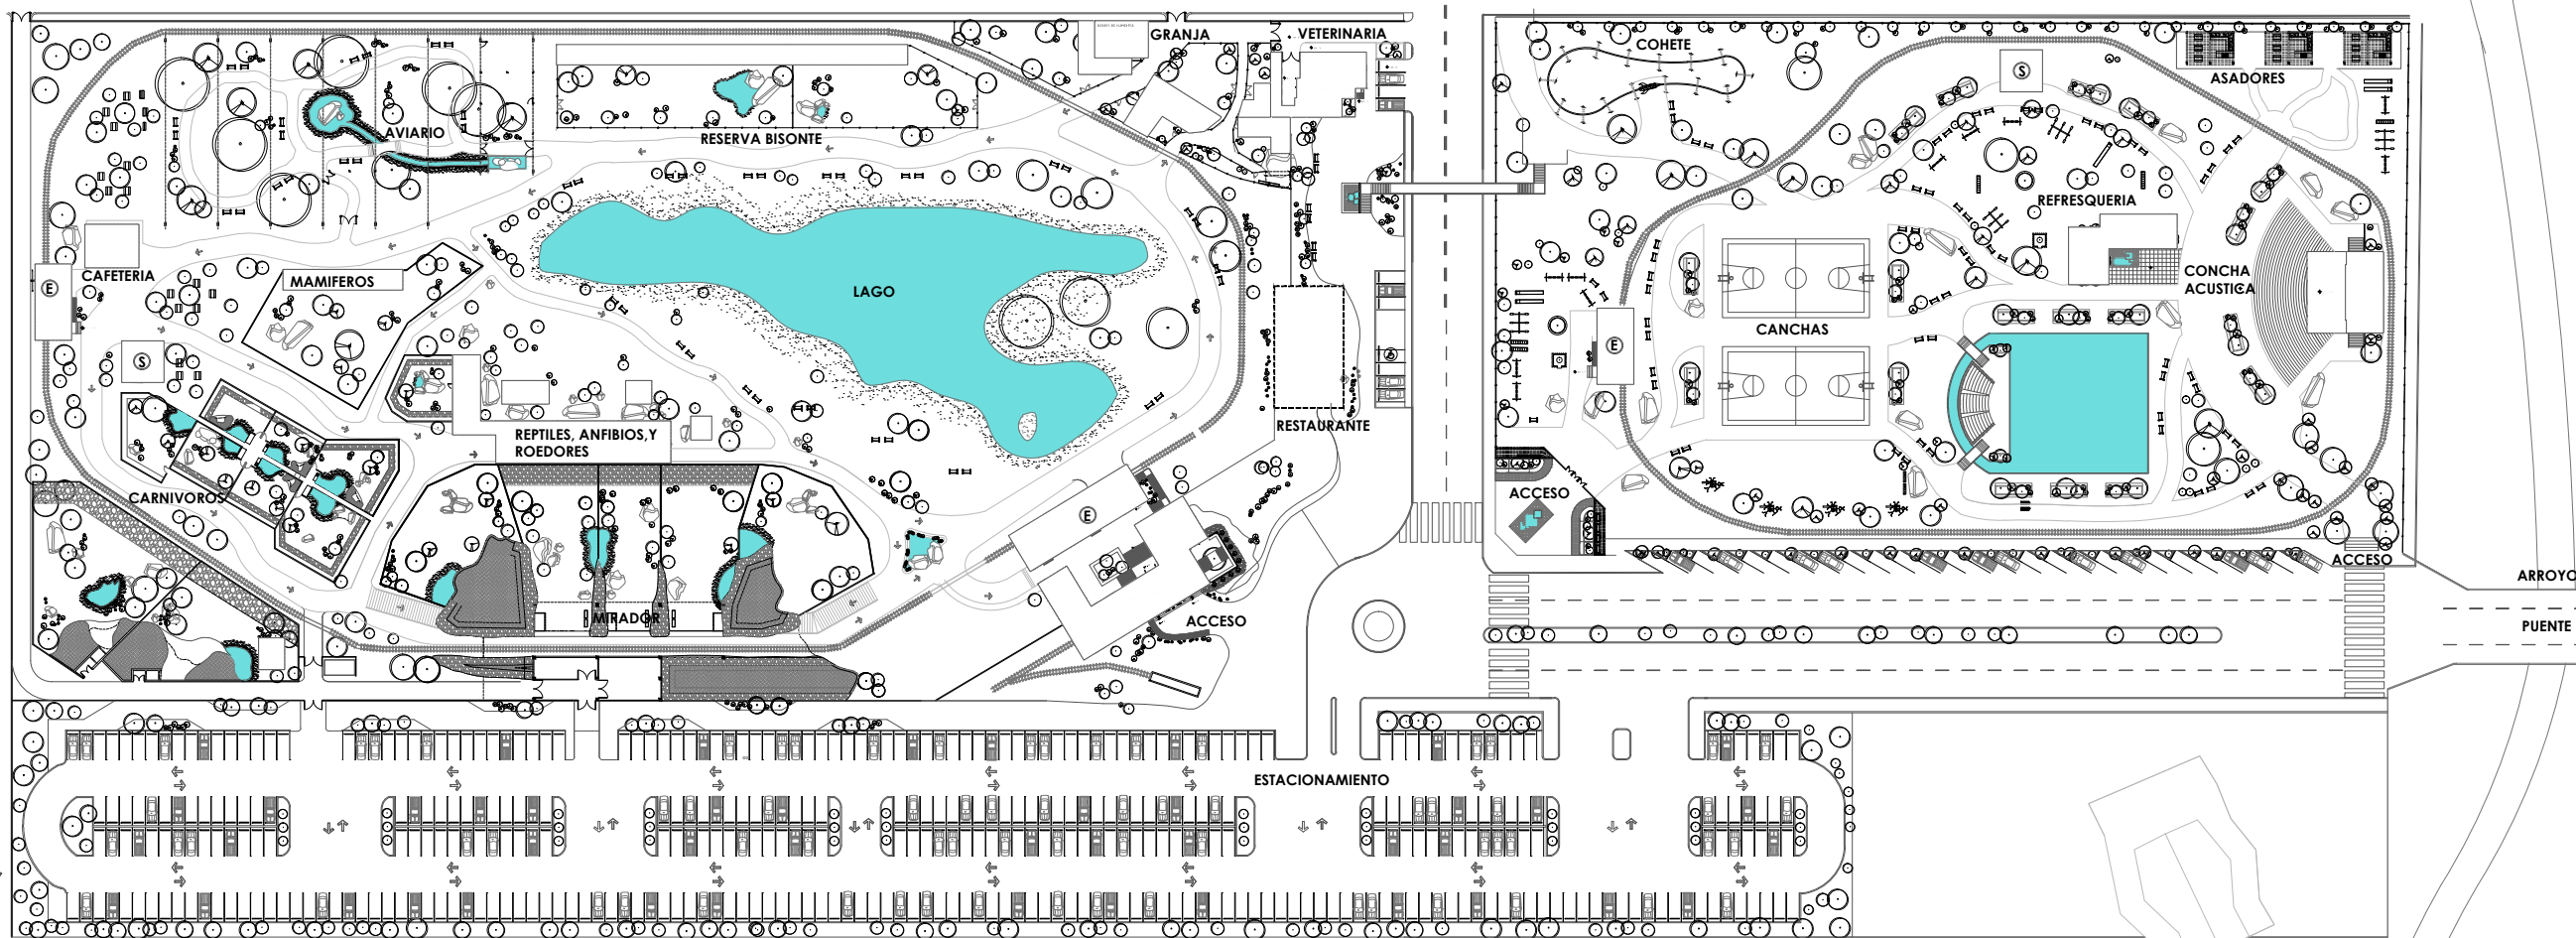 GRANJA
VETERINARIA
COHETE
ASADORES
AVIARIO
RESERVA BISONTE
REFRESQUERIA
CAFETERIA
MAMIFEROS
LAGO
CONCHA
ACUSTICA
E
S
S
E
CANCHAS
REPTILES, ANFIBIOS,Y
ROEDORES
RESTAURANTE
CARNIVOROS
ACCESO
E
MIRADOR
ACCESO
ACCESO
ARROYO
PUENTE
ESTACIONAMIENTO